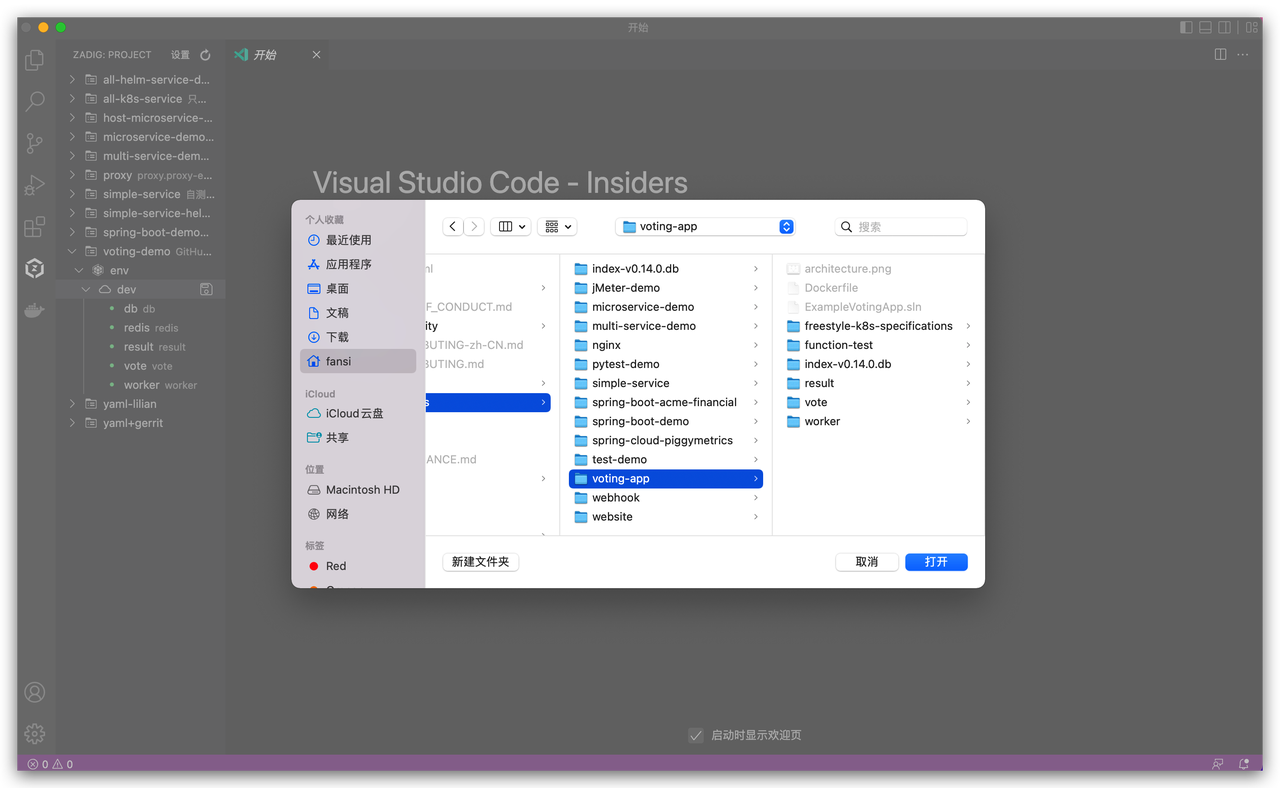 开始
ZADIG: PROJECT 设置
开始
all-helm-service-d...
all-k8s-service 只...
host-microservice-...
microservice-demo...
multi-service-dem...
proxy proxy.proxy-e...
simple-service 自测...
simple-service-hel...
spring-boot-demo...
voting-demo GitHu...
env
dev
db db
redis redis
result result
vote vote
worker worker
yaml-lilian
yaml+gerrit
Visual Studio Code - Insiders
个人收藏
最近使用
应用程序
桌面
文稿
下载
fansi
iCloud
iCloud云盘
共享
位置
Macintosh HD
网络
标签
Red
voting-app
搜索
F_CONDUCT.md
ity
BUTING-zh-CN.md
BUTING.md
s
ANCE.md
index-v0.14.0.db
jMeter-demo
microservice-demo
multi-service-demo
nginx
pytest-demo
simple-service
spring-boot-acme-financial
spring-boot-demo
spring-cloud-piggymetrics
test-demo
voting-app
webhook
website
architecture.png
Dockerfile
ExampleVotingApp.sln
freestyle-k8s-specifications
function-test
index-v0.14.0.db
result
vote
worker
新建文件夹
取消
打开
启动时显示欢迎页
0 0